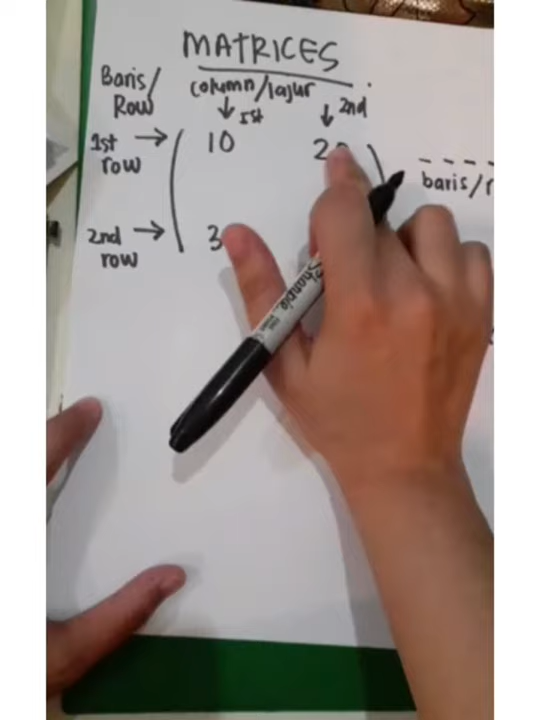 MATRICES
Baris/
Row
column/lajur
1st
2nd
1st
row
10
baris/
2nd
row
Sharpie